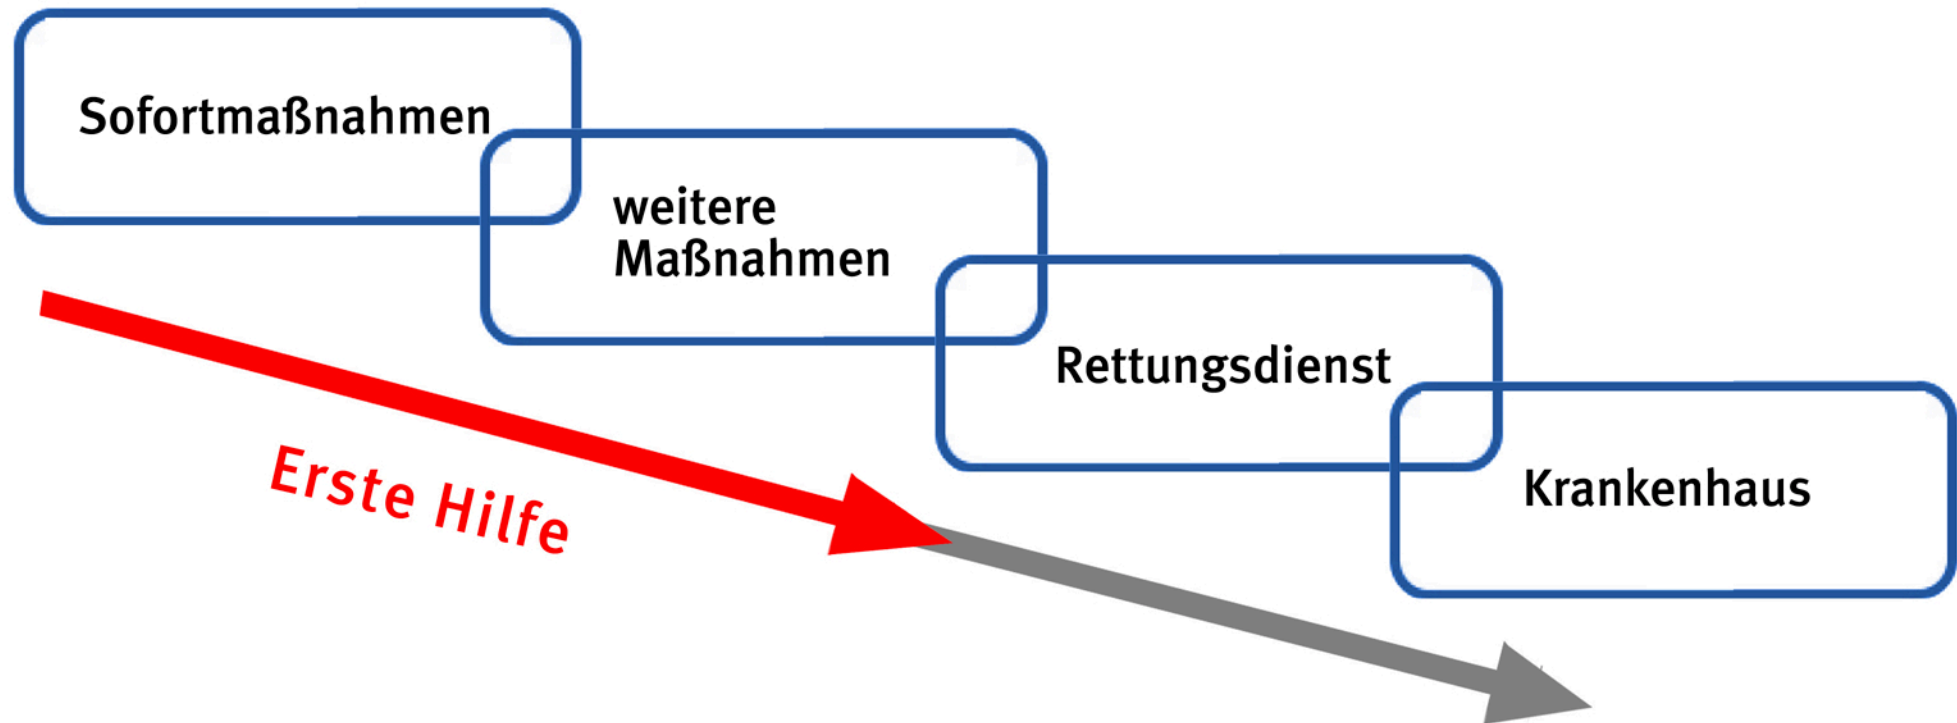 Sofortmaßnahmen
weitere
Maßnahmen
Rettungsdienst
Krankenhaus
Erste Hilfe